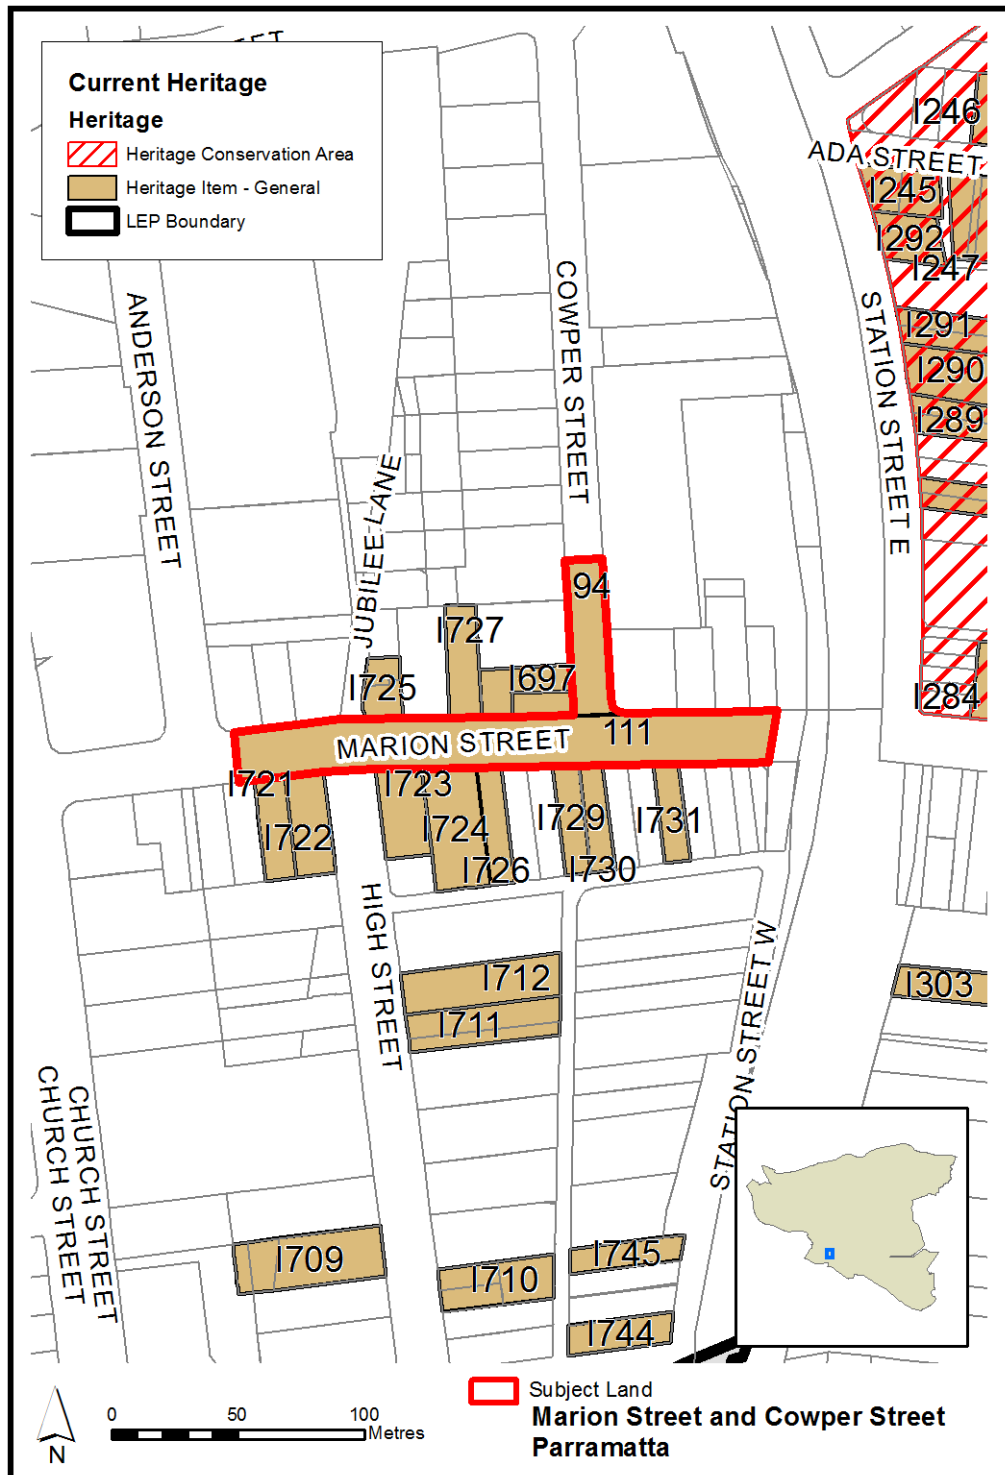 Current Heritage
Heritage
Heritage Conservation Area
Heritage Item - General
LEP Boundary
I246
ADA STREET
I245
I292
I247
STATION STREET E
I291
I290
I289
I284
ANDERSON STREET
COWPER STREET
JUBILEE LANE
94
I727
I697
I725
MARION STREET
111
I721
I722
I723
I724
I726
I729
I730
I731
HIGH STREET
I712
I711
STATION STREET W
I303
CHURCH STREET
CHURCH STREET
I709
I710
I745
I744
N
0 50 100
Metres
Subject Land
Marion Street and Cowper Street
Parramatta